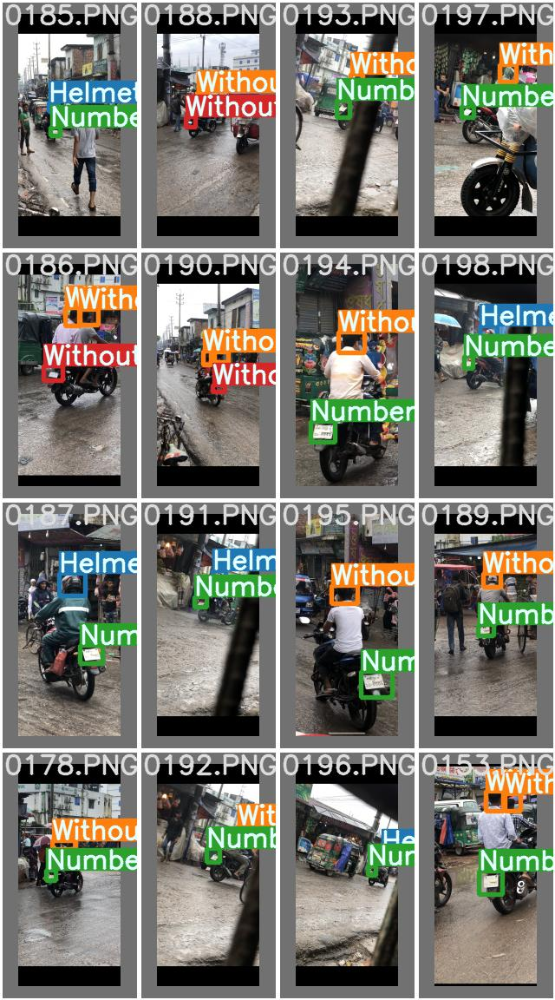 0185.PNG
Helmet
Numbe
0188.PNG
Withou
Without
0193.PNG
Witho
Numb
0197.PNG
With
Numbe
0186.PNG
WWitho
Without
0190.PNG
Witho
Witho
0194.PNG
Withou
Number
0198.PNG
Helme
Numbe
0187.PNG
Helme
Num
0191.PNG
Helm
Numbe
0195.PNG
Withou
Num
0189.PNG
Witho
Numb
0178.PNG
Withou
Numbe
0192.PNG
Wit
Numb
0196.PNG
He
Num
0153.PNG
WWith
Numb